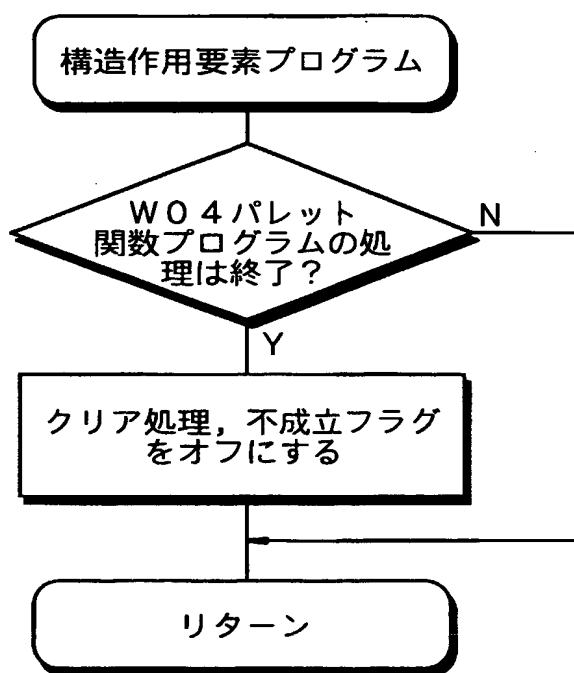 構造作用要素プログラム
W04パレット
関数プログラムの処
理は終了?
N
Y
クリア処理,不成立フラグ
をオフにする
リターン